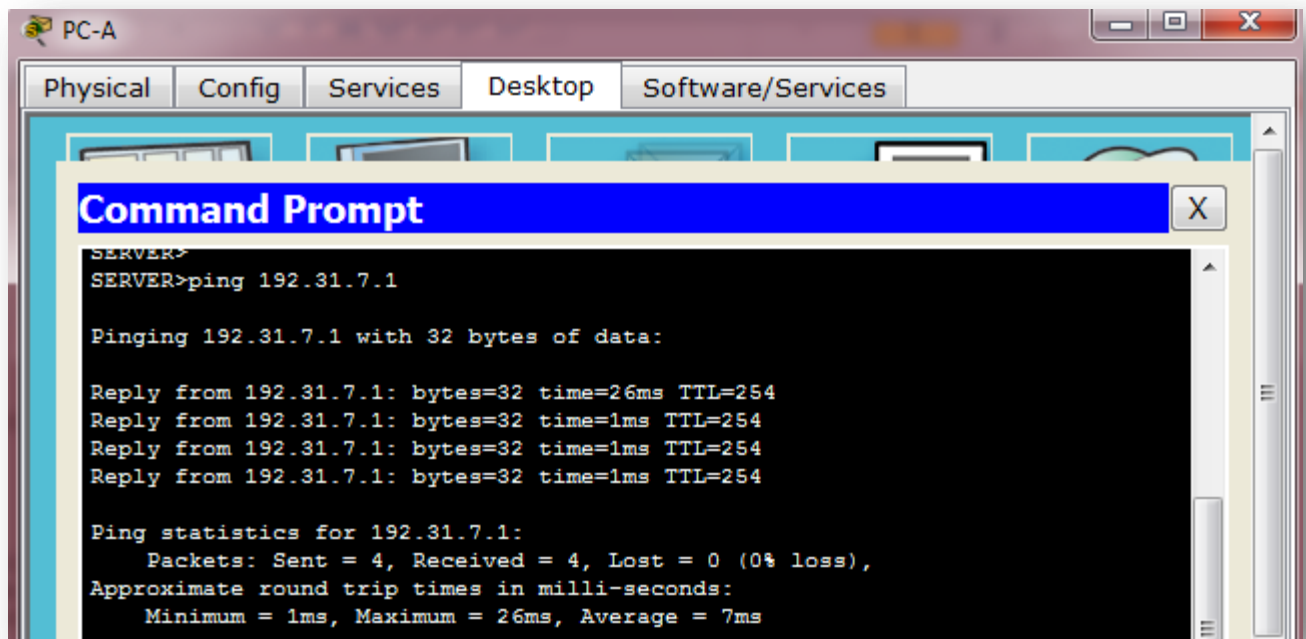 PC-A
X
Physical Config Services Desktop Software/Services
Command Prompt X
SERVER>
SERVER>ping 192.31.7.1
Pinging 192.31.7.1 with 32 bytes of data:
Reply from 192.31.7.1: bytes=32 time=26ms TTL=254
Reply from 192.31.7.1: bytes=32 time=1ms TTL=254
Reply from 192.31.7.1: bytes=32 time=1ms TTL=254
Reply from 192.31.7.1: bytes=32 time=1ms TTL=254
Ping statistics for 192.31.7.1:
Packets: Sent = 4, Received = 4, Lost = 0 (0% loss),
Approximate round trip times in milli-seconds:
Minimum = 1ms, Maximum = 26ms, Average = 7ms